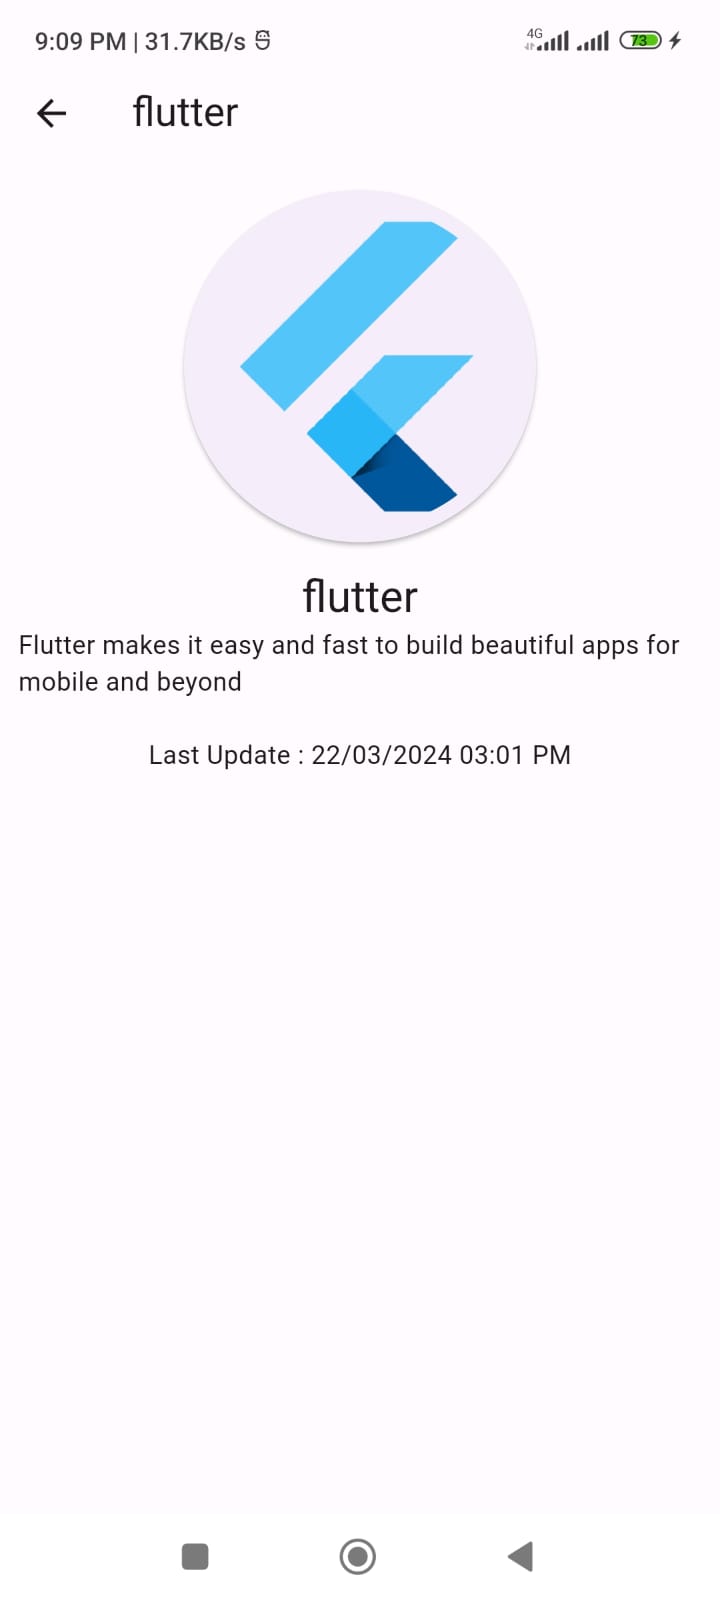 9:09 PM | 31.7KB/s 4G 73
flutter
flutter
Flutter makes it easy and fast to build beautiful apps for
mobile and beyond
Last Update : 22/03/2024 03:01 PM